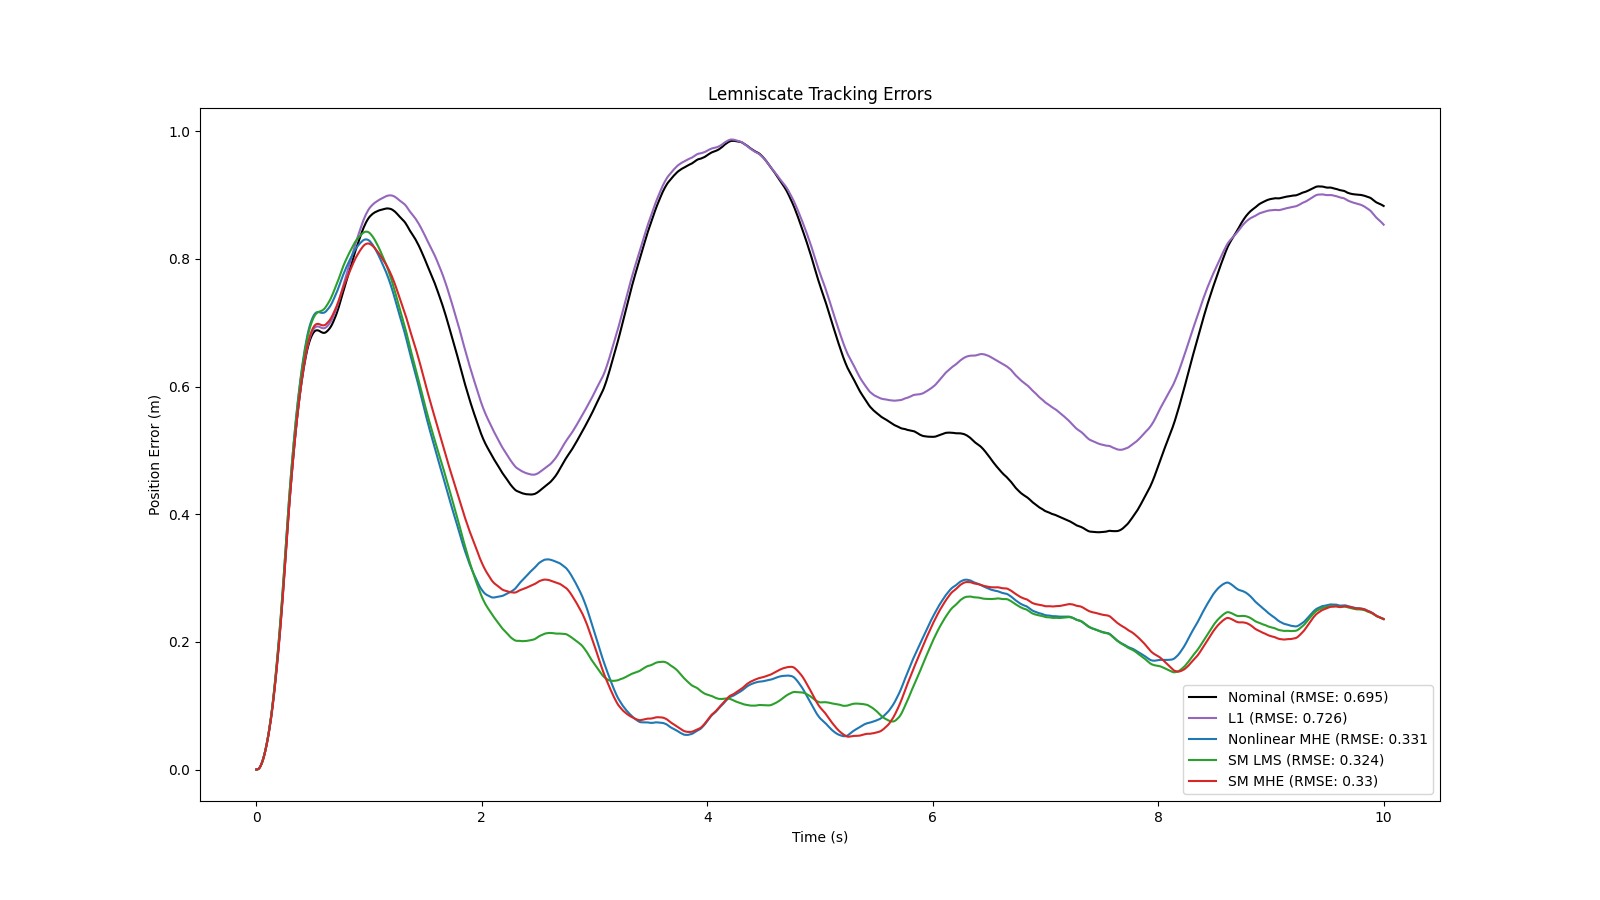 Lemniscate Tracking Errors
1.0
0.8
0.6
0.4
0.2
0.0
Position Error (m)
0 2 4 6 8 10
Time (s)
Nominal (RMSE: 0.695)
L1 (RMSE: 0.726)
Nonlinear MHE (RMSE: 0.331
SM LMS (RMSE: 0.324)
SM MHE (RMSE: 0.33)